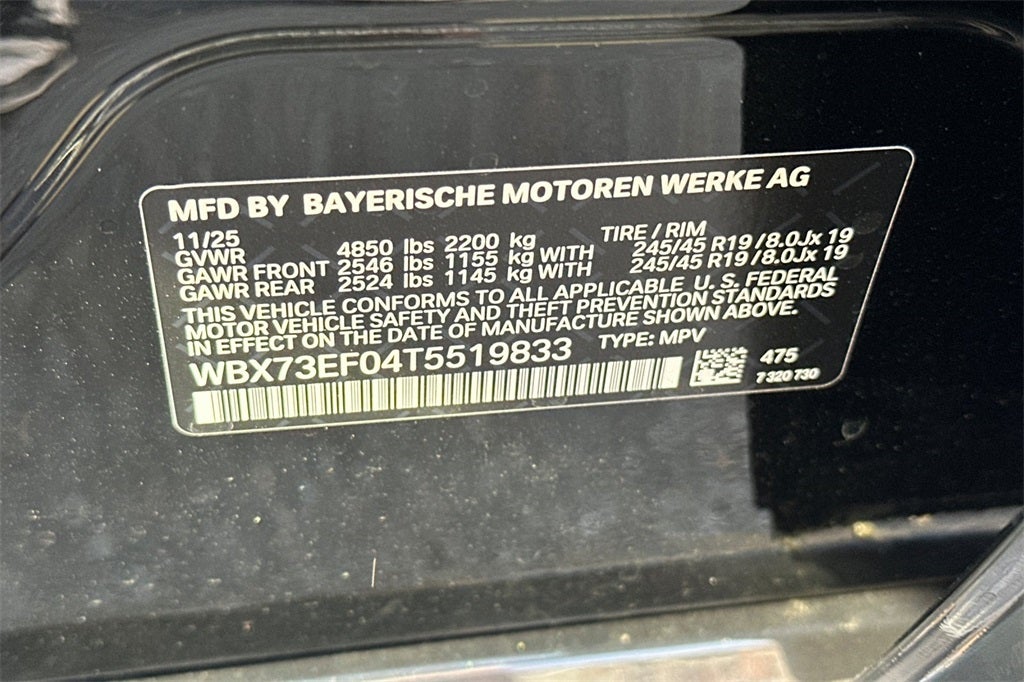 MFD BY BAYERISCHE MOTOREN WERKE AG
11/25 TIRE / RIM
GVWR 4850 lbs 2200 kg
GAWR FRONT 2546 lbs 1155 kg WITH 245/45 R19 /8.0Jx 19
GAWR REAR 2524 lbs 1145 kg WITH 245/45 R19 /8.0Jx 19
THIS VEHICLE CONFORMS TO ALL APPLICABLE U. S. FEDERAL
MOTOR VEHICLE SAFETY AND THEFT PREVENTION STANDARDS
IN EFFECT ON THE DATE OF MANUFACTURE SHOWN ABOVE.
WBX73EF04T5519833 TYPE: MPV
475
7 320 730